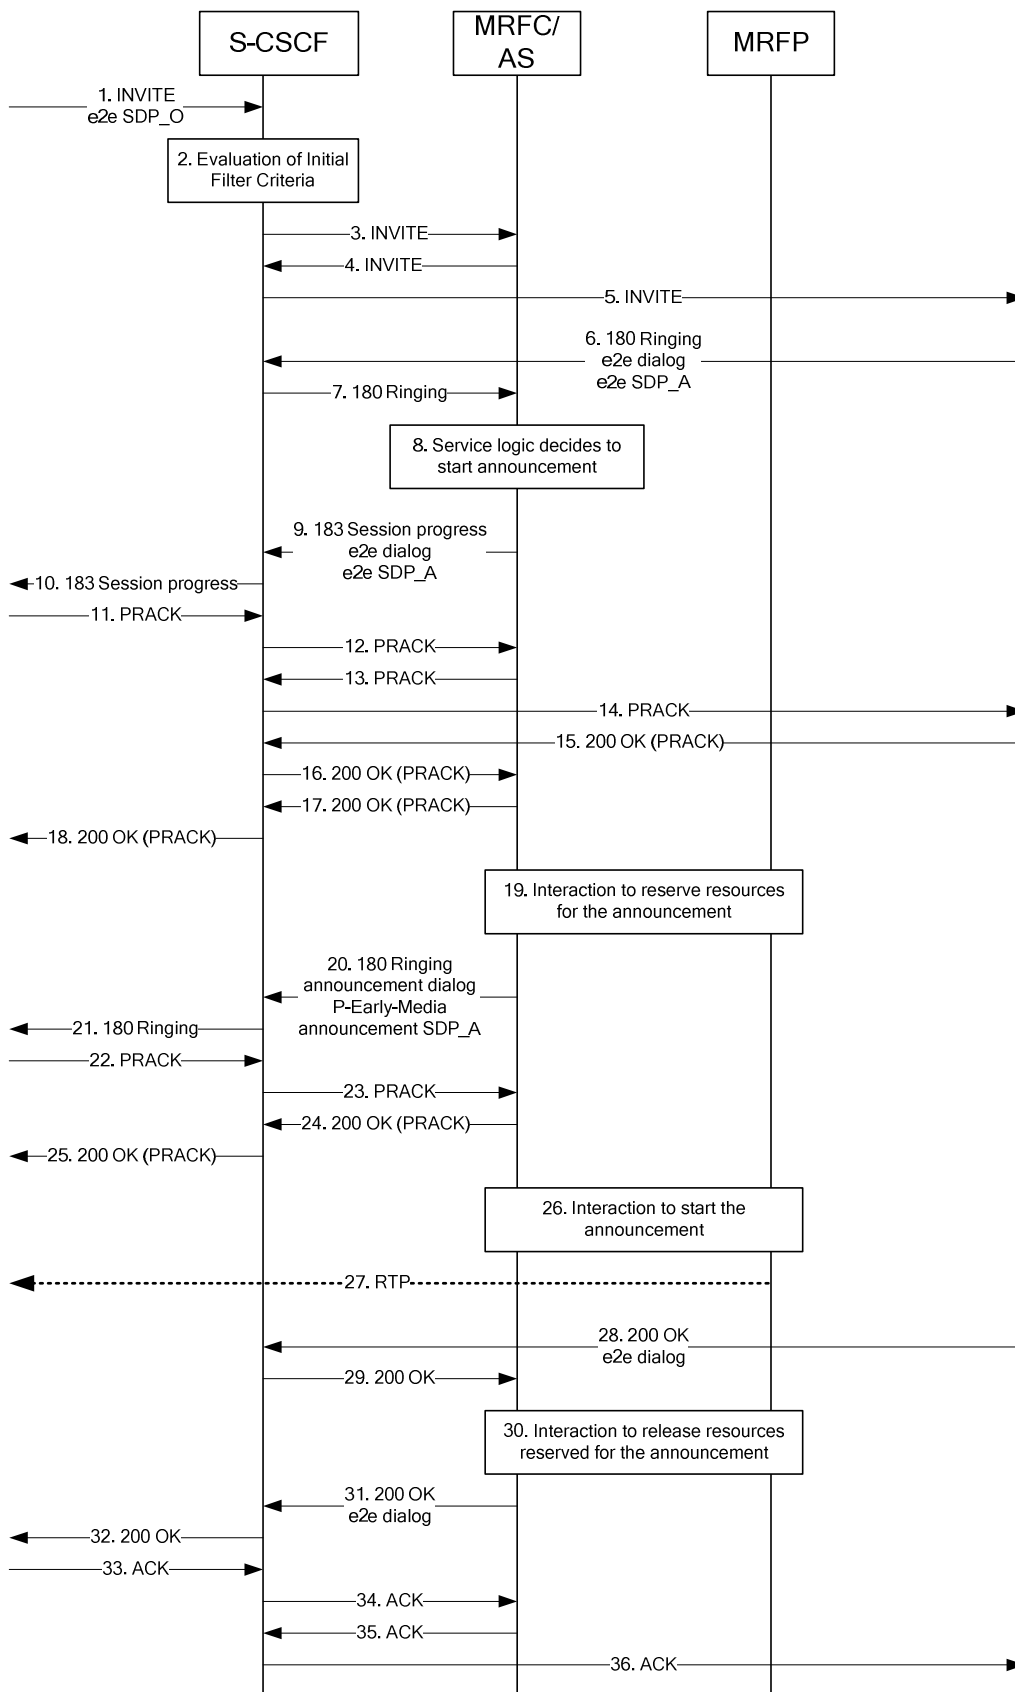 S-CSCF
MRFC/
AS
MRFP
1. INVITE
e2e SDP_O
2. Evaluation of Initial
Filter Criteria
3. INVITE
4. INVITE
5. INVITE
6. 180 Ringing
e2e dialog
e2e SDP_A
7. 180 Ringing
8. Service logic decides to
start announcement
9. 183 Session progress
e2e dialog
e2e SDP_A
10. 183 Session progress
11. PRACK
12. PRACK
13. PRACK
14. PRACK
15. 200 OK (PRACK)
16. 200 OK (PRACK)
17. 200 OK (PRACK)
18. 200 OK (PRACK)
19. Interaction to reserve resources
for the announcement
20. 180 Ringing
announcement dialog
P-Early-Media
announcement SDP_A
21. 180 Ringing
22. PRACK
23. PRACK
24. 200 OK (PRACK)
25. 200 OK (PRACK)
26. Interaction to start the
announcement
27. RTP
28. 200 OK
e2e dialog
29. 200 OK
30. Interaction to release resources
reserved for the announcement
31. 200 OK
e2e dialog
32. 200 OK
33. ACK
34. ACK
35. ACK
36. ACK